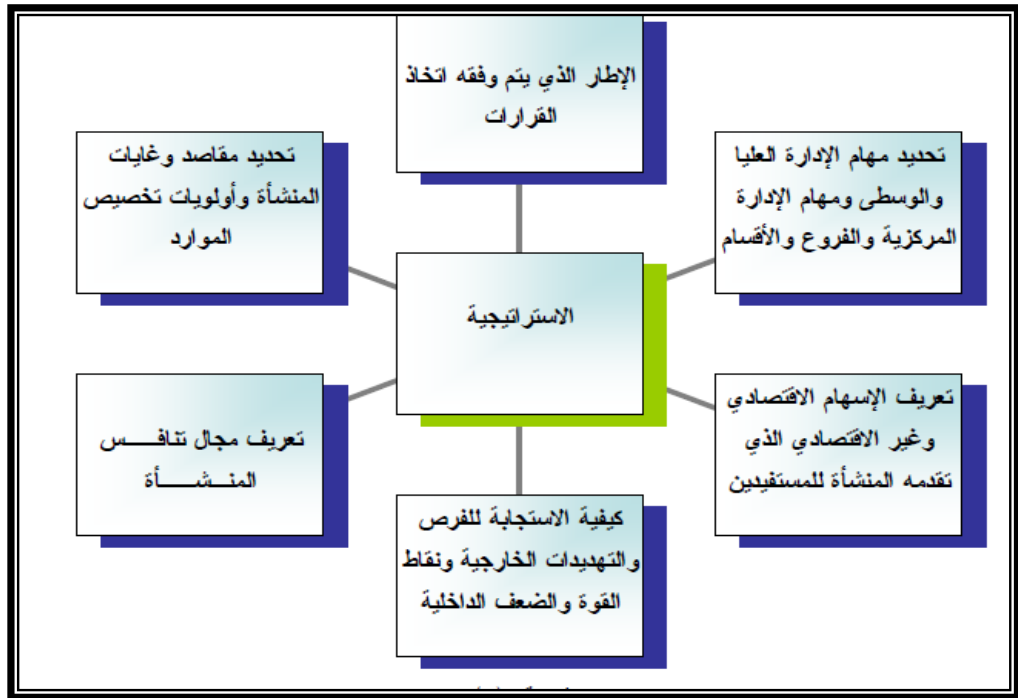 الإطار الذي يتم وفقه اتخاذ
القرارات
تحديد مهام الإدارة العليا
والوسطى ومهام الإدارة
المركزية والفروع والأقسام
تحديد مقاصد وغايات
المنشأة وأولويات تخصيص
الموارد
الاستراتيجية
تعريف الإسهام الاقتصادي
وغير الاقتصادي الذي
تقدمه المنشأة للمستفيدين
تعريف مجال تنافـــــس
المنــشـــــأة
كيفية الاستجابة للفرص
والتهديدات الخارجية ونقاط
القوة والضعف الداخلية